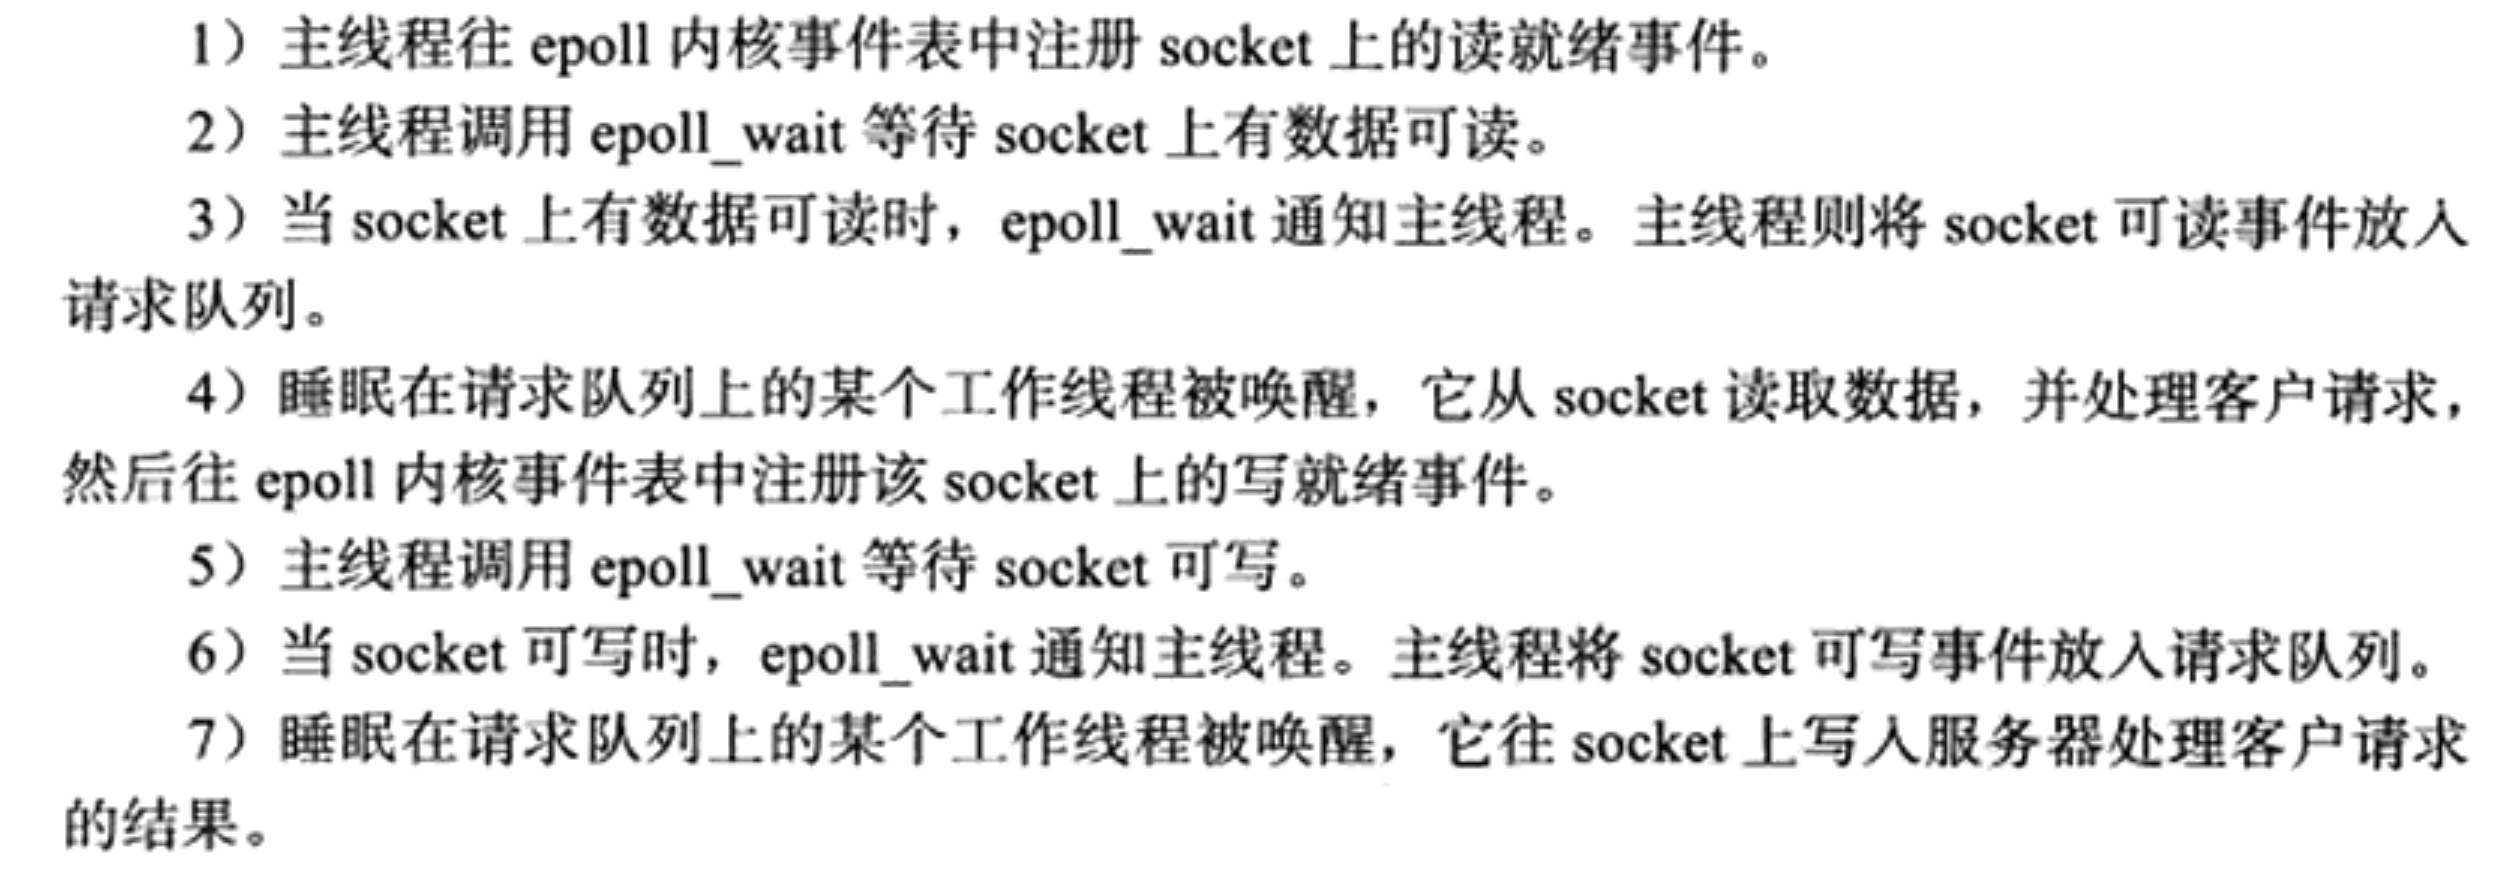 1）主线程往 epoll 内核事件表中注册 socket 上的读就绪事件。
2）主线程调用 epoll_wait 等待 socket 上有数据可读。
3）当 socket 上有数据可读时，epoll_wait 通知主线程。主线程则将 socket 可读事件放入
请求队列。
4）睡眠在请求队列上的某个工作线程被唤醒，它从 socket 读取数据，并处理客户请求，
然后往 epoll 内核事件表中注册该 socket 上的写就绪事件。
5）主线程调用 epoll_wait 等待 socket 可写。
6）当 socket 可写时，epoll_wait 通知主线程。主线程将 socket 可写事件放入请求队列。
7）睡眠在请求队列上的某个工作线程被唤醒，它往 socket 上写入服务器处理客户请求
的结果。